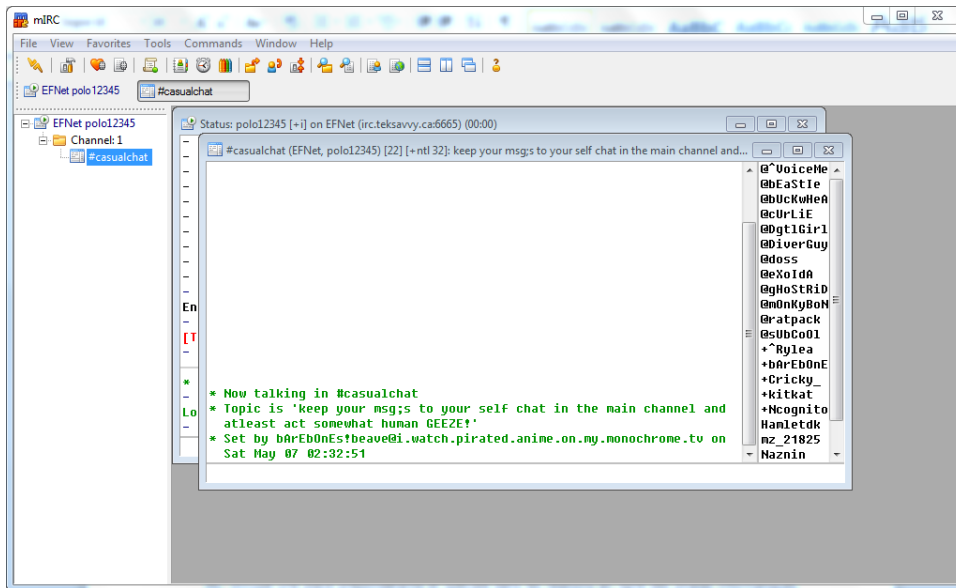 mIRC
File View Favorites Tools Commands Window Help
EFNet polo12345 #casualchat
EFNet polo12345
Channel: 1
#casualchat
Status: polo12345 [+i] on EFNet (irc.teksavvy.ca:6665) (00:00)
#casualchat (EFNet, polo12345) [22] [+ntl 32]: keep your msg;s to your self chat in the main channel and...
-
-
-
-
-
-
-
-
-
-
-
En
-
[T
-
*
-
Lo
-
* Now talking in #casualchat
* Topic is 'keep your msg;s to your self chat in the main channel and
atleast act somewhat human GEEZE!'
* Set by bArEbOnEs!beave@i.watch.pirated.anime.on.my.monochrome.tv on
Sat May 07 02:32:51
@^VoiceMe
@bEaStIe
@bUcKwHeA
@cUrLiE
@DgtlGirl
@DiverGuy
@doss
@eXoIdA
@gHoStRiD
@mOnKyBoN
@ratpack
@sUbCoOl
+^Rylea
+bArEbOnE
+Cricky_
+kitkat
+Ncognito
Hamletdk
mz_21825
Naznin